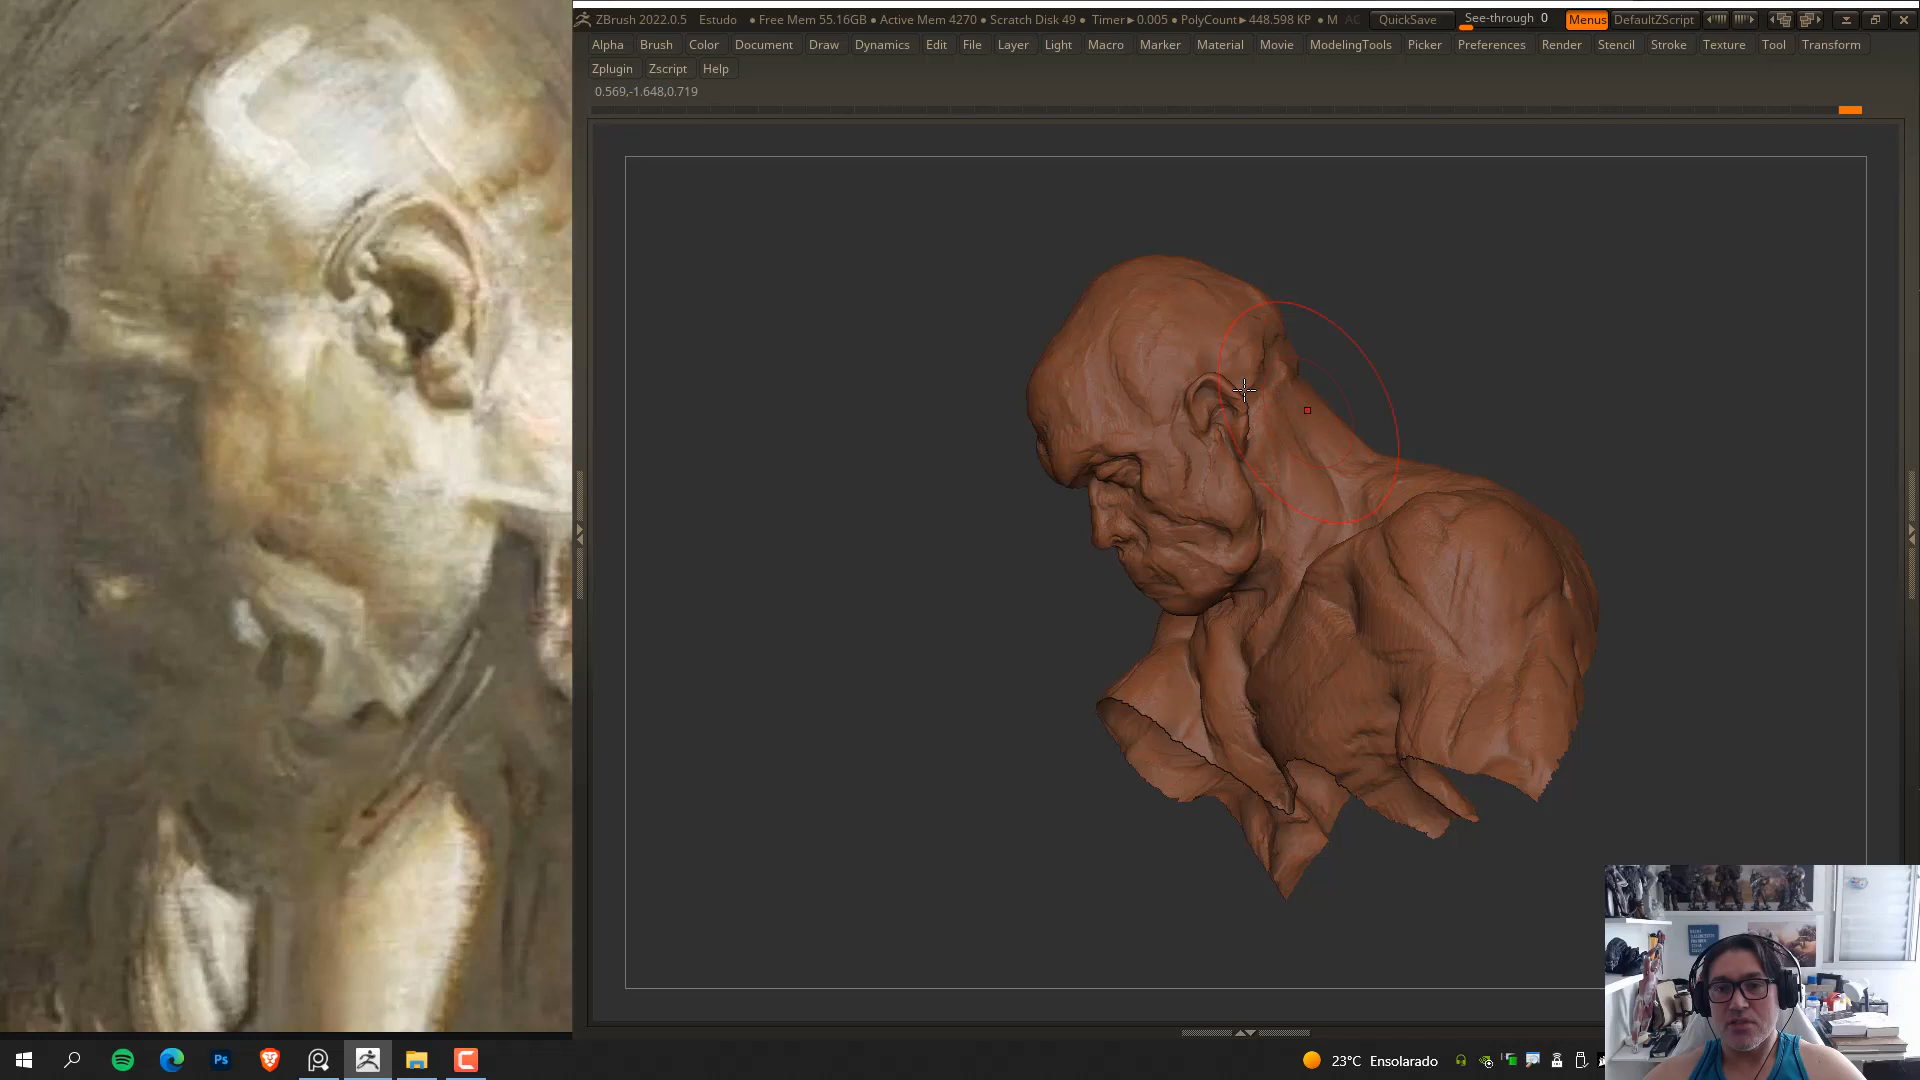 ZBrush 2022.0.5 Estudo • Free Mem 55.16GB • Active Mem 4270 • Scratch Disk 49 • Timer▶0.005 • PolyCount▶448.598 KP • M AC QuickSave See-through 0 Menus DefaultZScript
Alpha Brush Color Document Draw Dynamics Edit File Layer Light Macro Marker Material Movie ModelingTools Picker Preferences Render Stencil Stroke Texture Tool Transform
Zplugin Zscript Help
0.569,-1.648,0.719
Ps
23°C Ensolarado